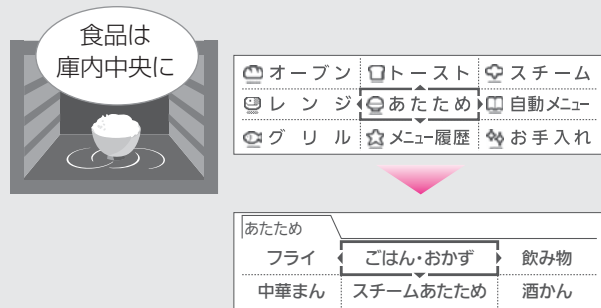 食品は
庫内中央に
オーブン トースト スチーム
レンジ あたため 自動メニュー
グリル メニュー履歴 お手入れ
あたため
フライ ごはん・おかず 飲み物
中華まん スチームあたため 酒かん